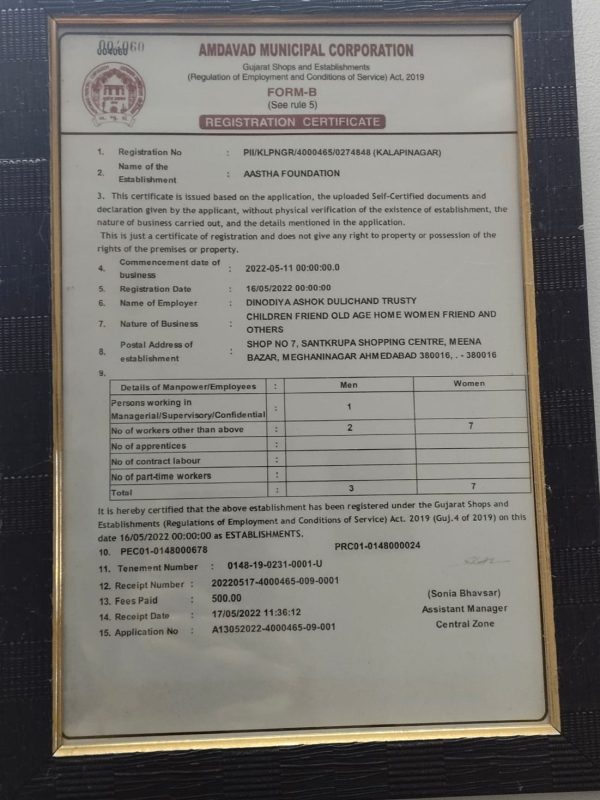 004060
AMDAVAD MUNICIPAL CORPORATION
Gujarat Shops and Establishments
(Regulation of Employment and Conditions of Service) Act, 2019
FORM-B
(See rule 5)
REGISTRATION CERTIFICATE
1. Registration No : PII/KLPNGR/4000465/0274848 (KALAPINAGAR)
2. Name of the Establishment : AASTHA FOUNDATION
3. This certificate is issued based on the application, the uploaded Self-Certified documents and
declaration given by the applicant, without physical verification of the existence of establishment, the
nature of business carried out, and the details mentioned in the application.
This is just a certificate of registration and does not give any right to property or possession of the
rights of the premises or property.
4. Commencement date of business : 2022-05-11 00:00:00.0
5. Registration Date : 16/05/2022 00:00:00
6. Name of Employer : DINODIYA ASHOK DULICHAND TRUSTY
7. Nature of Business : CHILDREN FRIEND OLD AGE HOME WOMEN FRIEND AND
OTHERS
8. Postal Address of establishment : SHOP NO 7, SANTKRUPA SHOPPING CENTRE, MEENA
BAZAR, MEGHANINAGAR AHMEDABAD 380016, . - 380016
9.
Details of Manpower/Employees : Men Women
Persons working in
Managerial/Supervisory/Confidential : 1
No of workers other than above : 2 7
No of apprentices :
No of contract labour :
No of part-time workers :
Total : 3 7
It is hereby certified that the above establishment has been registered under the Gujarat Shops and
Establishments (Regulations of Employment and Conditions of Service) Act. 2019 (Guj.4 of 2019) on this
date 16/05/2022 00:00:00 as ESTABLISHMENTS.
10. PEC01-0148000678 PRC01-0148000024
11. Tenement Number : 0148-19-0231-0001-U
12. Receipt Number : 20220517-4000465-009-0001
13. Fees Paid : 500.00
14. Receipt Date : 17/05/2022 11:36:12
15. Application No : A13052022-4000465-09-001
(Sonia Bhavsar)
Assistant Manager
Central Zone